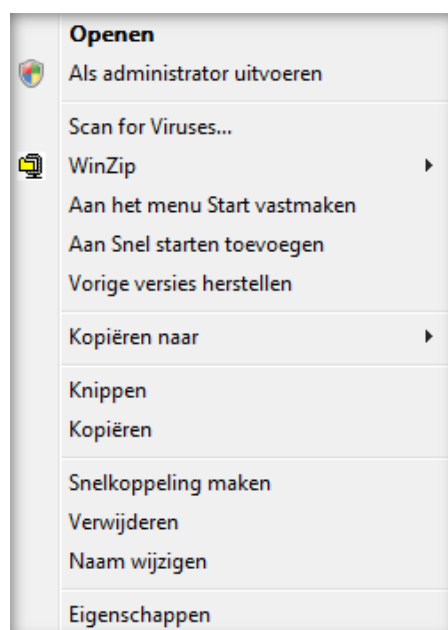 Openen
Als administrator uitvoeren
Scan for Viruses...
WinZip
Aan het menu Start vastmaken
Aan Snel starten toevoegen
Vorige versies herstellen
Kopiëren naar
Knippen
Kopiëren
Snelkoppeling maken
Verwijderen
Naam wijzigen
Eigenschappen